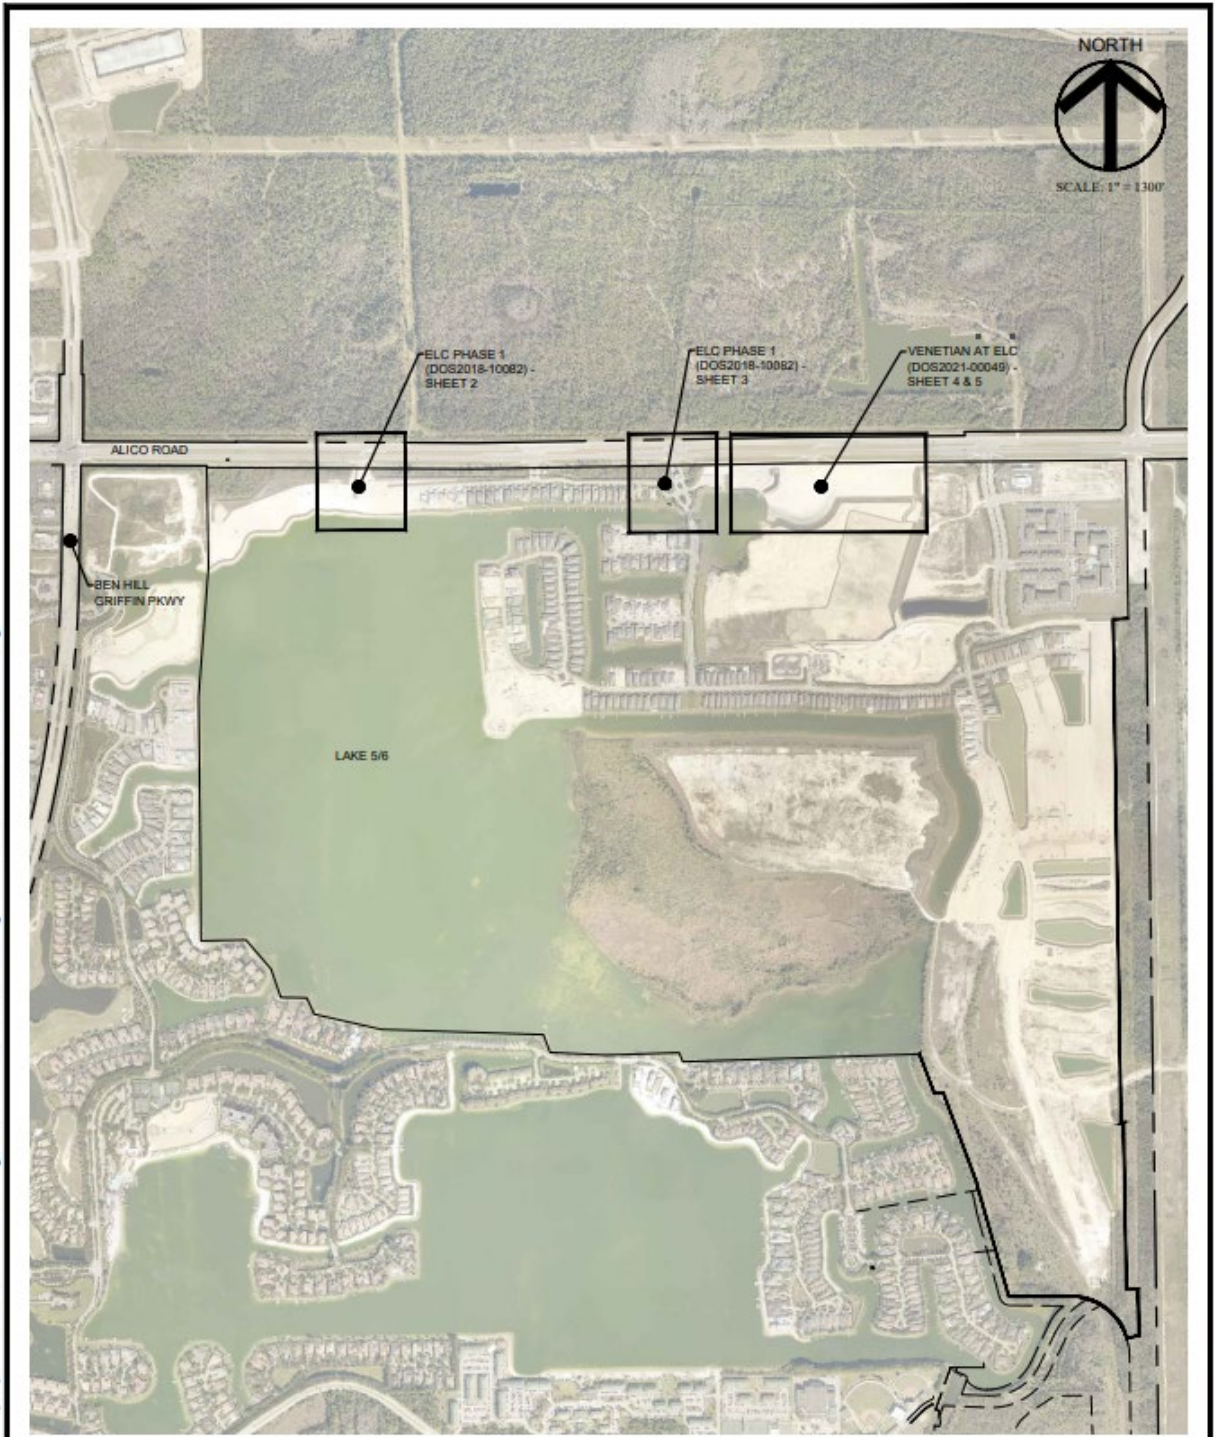 NORTH
SCALE: 1" = 1300'
ELC PHASE 1
(DOS2018-10082) -
SHEET 2
ELC PHASE 1
(DOS2018-10082) -
SHEET 3
VENETIAN AT ELC
(DOS2021-00049) -
SHEET 4 & 5
ALICO ROAD
BEN HILL
GRIFFIN PKWY
LAKE 5/6